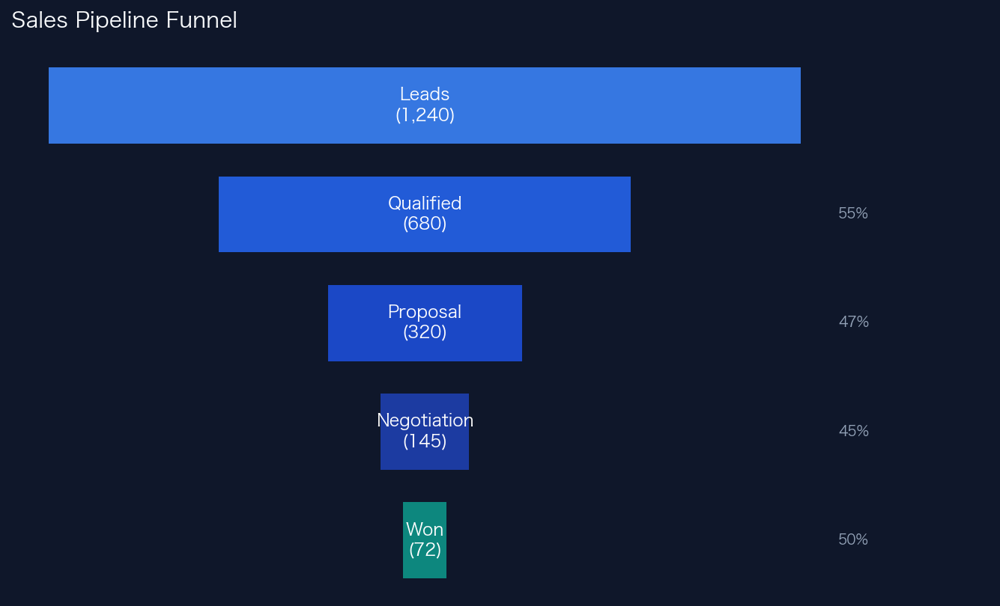 Sales Pipeline Funnel
Leads
(1,240)
Qualified
(680)
55%
Proposal
(320)
47%
Negotiation
(145)
45%
Won
(72)
50%